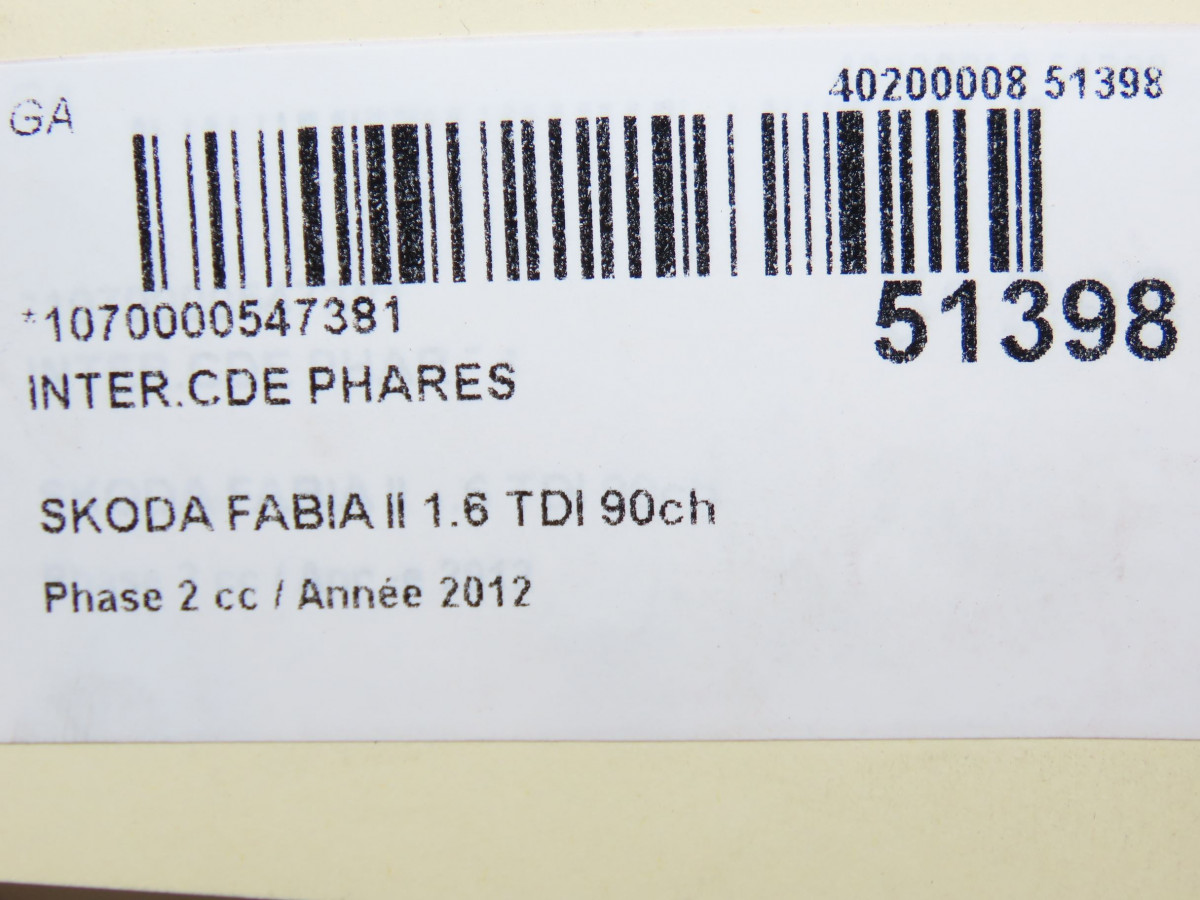 GA
40200008 51398
*1070000547381
51398
INTER.CDE PHARES
SKODA FABIA II 1.6 TDI 90ch
Phase 2 cc / Année 2012